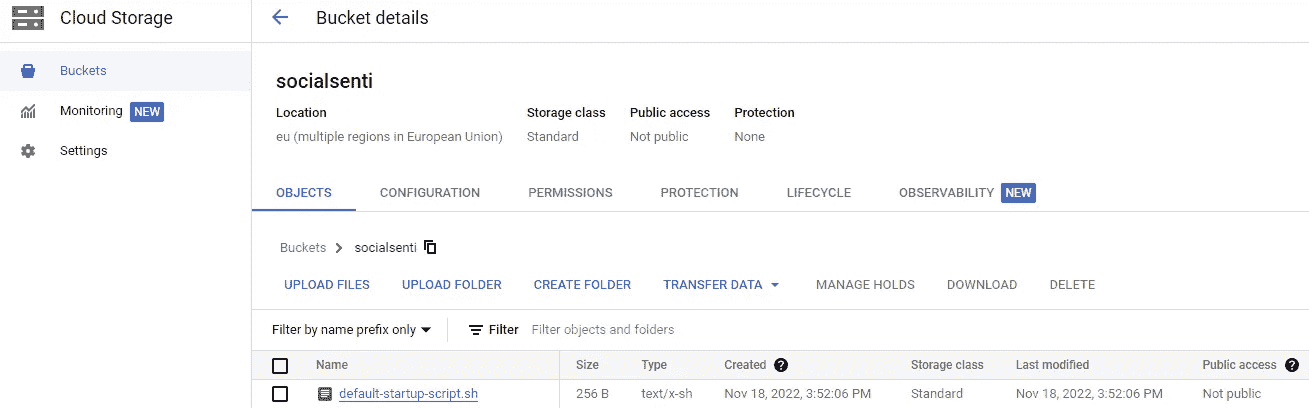 Cloud Storage
Bucket details
Buckets
Monitoring NEW
Settings
socialsenti
Location Storage class Public access Protection
eu (multiple regions in European Union) Standard Not public None
OBJECTS CONFIGURATION PERMISSIONS PROTECTION LIFECYCLE OBSERVABILITY NEW
Buckets > socialsenti
UPLOAD FILES UPLOAD FOLDER CREATE FOLDER TRANSFER DATA MANAGE HOLDS DOWNLOAD DELETE
Filter by name prefix only Filter Filter objects and folders
Name Size Type Created ? Storage class Last modified Public access ?
default-startup-script.sh 256 B text/x-sh Nov 18, 2022, 3:52:06 PM Standard Nov 18, 2022, 3:52:06 PM Not public